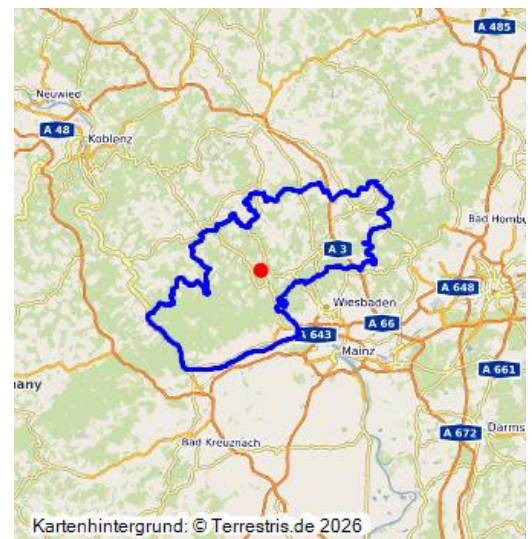 A 485
Neuwied
A 48
Koblenz
Bad Hombu
A 3
A 648
Wiesbaden
A 66
A 643
Mainz
A 661
any
Darms
A 672
Bad Kreuznach
Kartenhintergrund: © Terrestris.de 2026